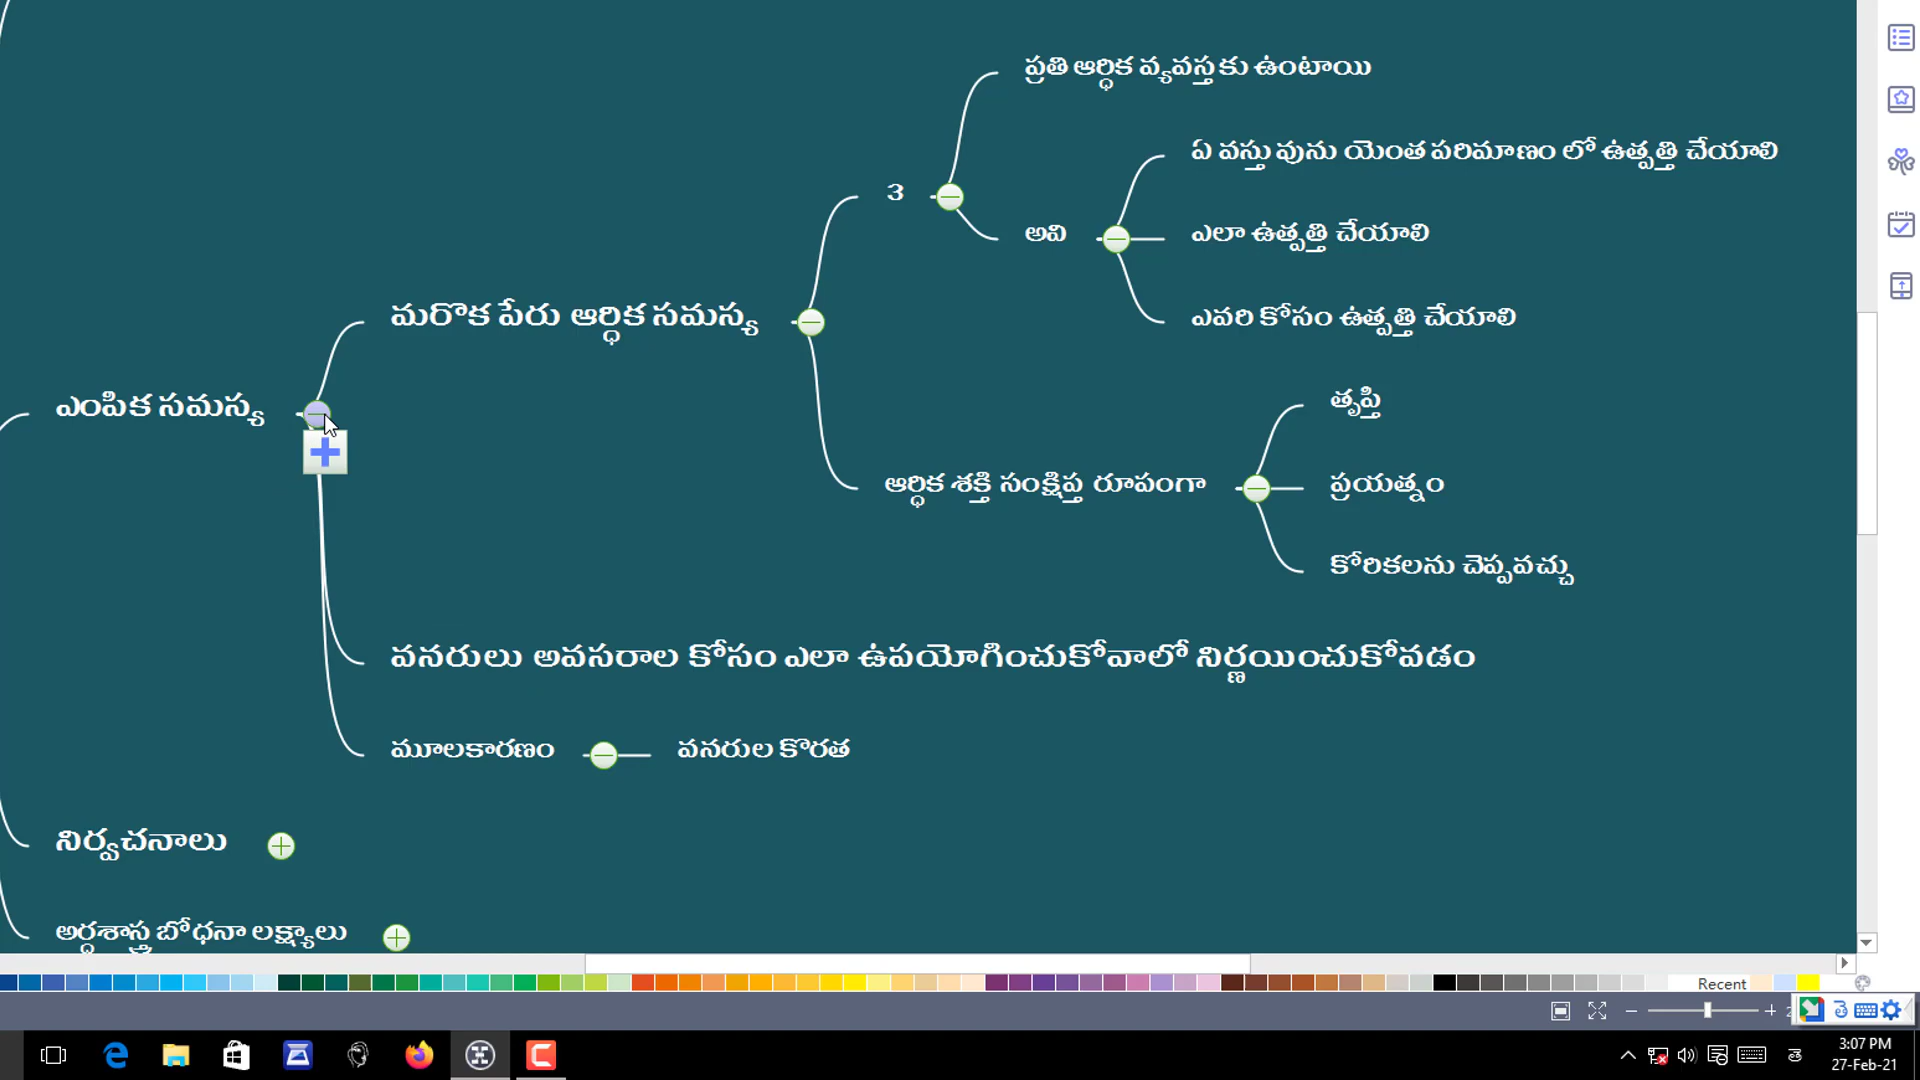 ప్రతి ఆర్ధిక వ్యవస్తకు ఉంటాయి
ఏ వస్తువును యెంత పరిమాణం లో ఉత్పత్తి చేయాలి
3
అవి
ఎలా ఉత్పత్తి చేయాలి
మరొక పేరు ఆర్ధిక సమస్య
ఎవరి కోసం ఉత్పత్తి చేయాలి
ఎంపిక సమస్య
తృప్తి
ఆర్ధిక శక్తి సంక్షిప్త రూపంగా
ప్రయత్నం
కోరికలను చెప్పవచ్చు
వనరులు అవసరాల కోసం ఎలా ఉపయోగించుకోవాలో నిర్ణయించుకోవడం
మూలకారణం
వనరుల కొరత
నిర్వచనాలు
అర్ధశాస్త్ర బోధనా లక్ష్యాలు
Recent
తె
3:07 PM
27-Feb-21